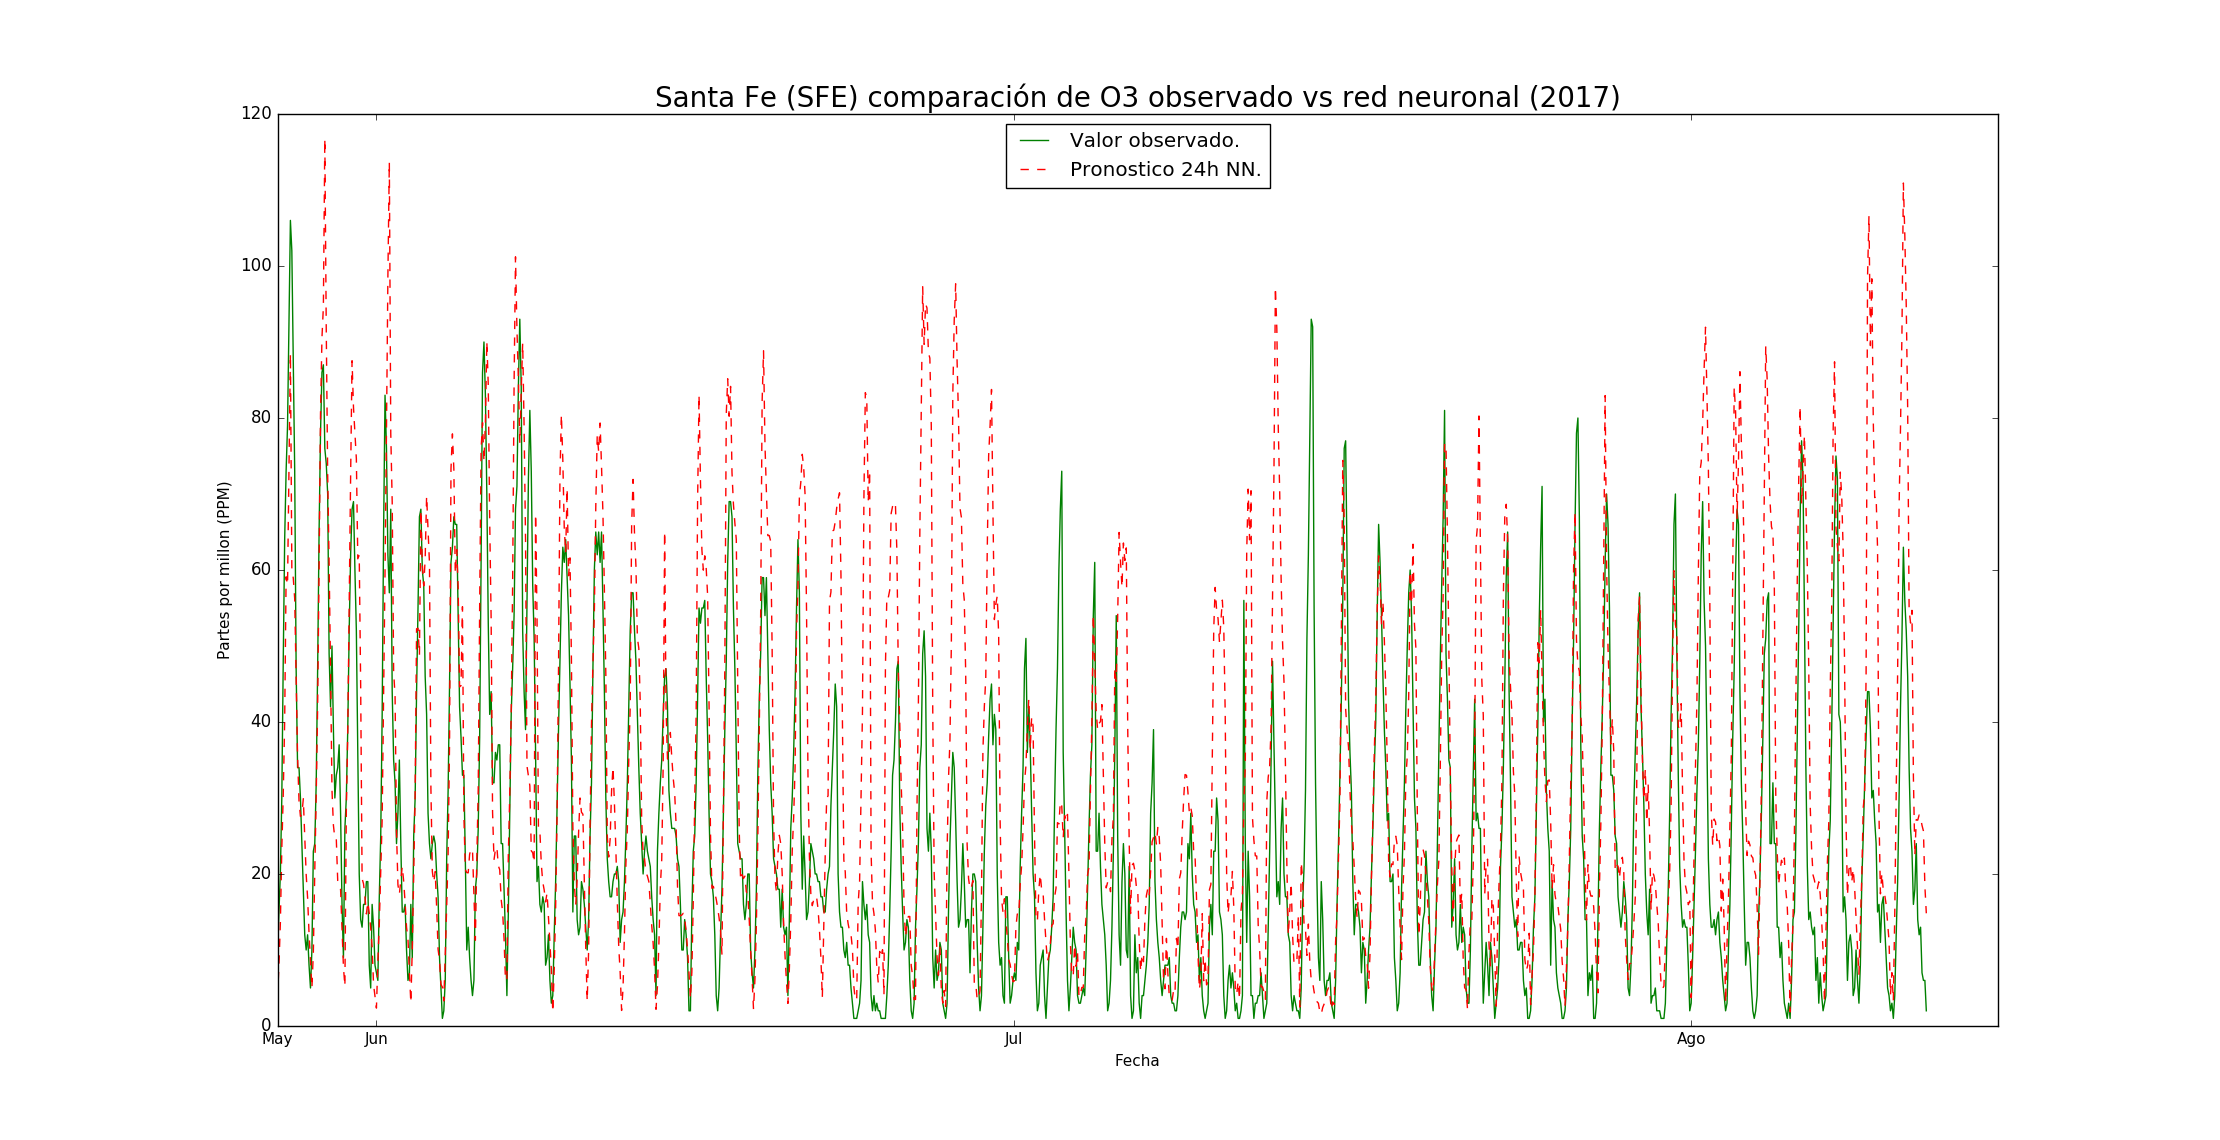 Santa Fe (SFE) comparación de O3 observado vs red neuronal (2017)
Valor observado.
Pronostico 24h NN.
120
100
80
60
40
20
0
Partes por millon (PPM)
May
Jun
Jul
Ago
Fecha